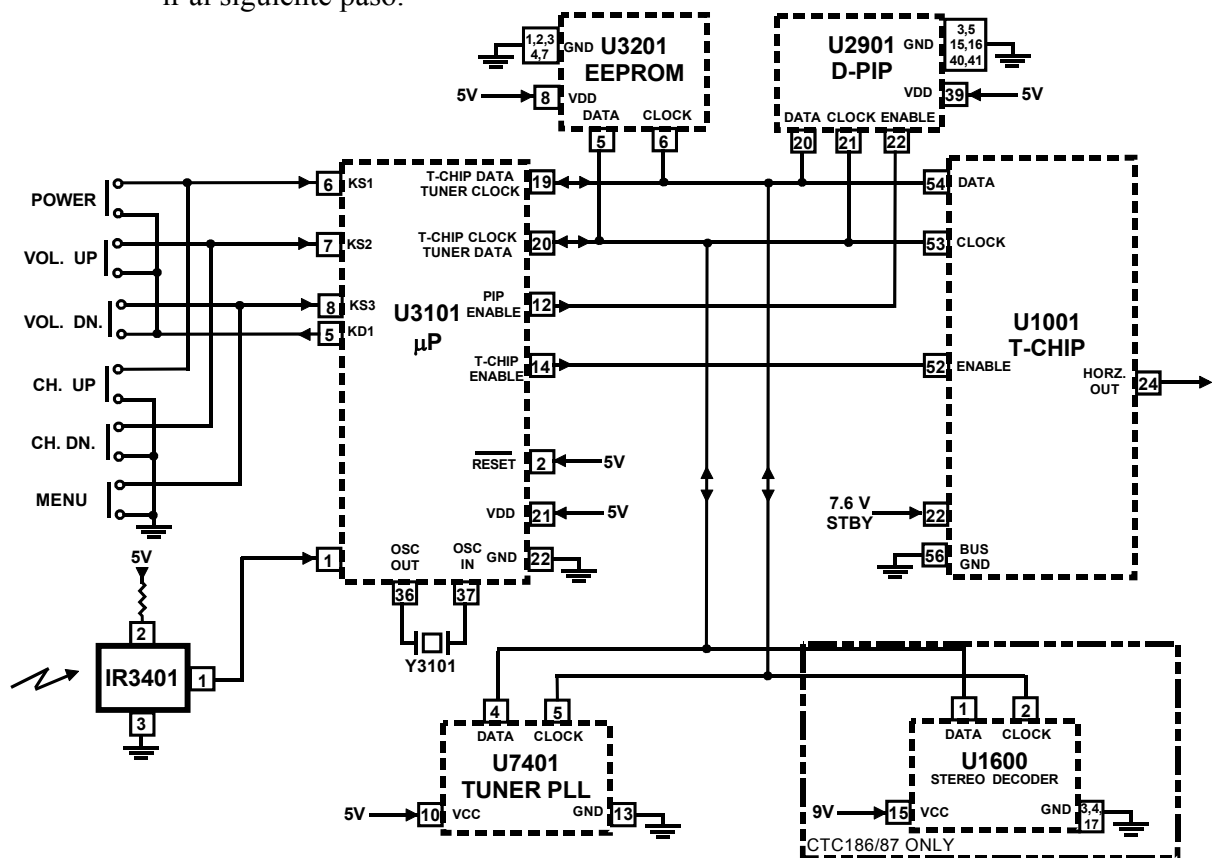 ir al siguiente paso.
1,2,3
4,7
GND
U3201
EEPROM
5V
8
VDD
DATA
CLOCK
5
6
U2901
D-PIP
GND
3,5
15,16
40,41
VDD
39
5V
DATA CLOCK ENABLE
20
21
22
POWER
VOL. UP
VOL. DN.
CH. UP
CH. DN.
MENU
6
KS1
7
KS2
8
KS3
5
KD1
U3101
µP
T-CHIP DATA
TUNER CLOCK
19
T-CHIP CLOCK
TUNER DATA
20
PIP
ENABLE
12
T-CHIP
ENABLE
14
RESET
2
5V
VDD
21
5V
GND
22
1
OSC
OUT
OSC
IN
36
37
Y3101
54
DATA
53
CLOCK
U1001
T-CHIP
52
ENABLE
HORZ.
OUT
24
7.6 V
STBY
22
56
BUS
GND
5V
2
IR3401
1
3
4
5
DATA
CLOCK
U7401
TUNER PLL
5V
10
VCC
GND
13
1
2
DATA
CLOCK
U1600
STEREO DECODER
9V
15
VCC
GND
3,4,
17
CTC186/87 ONLY